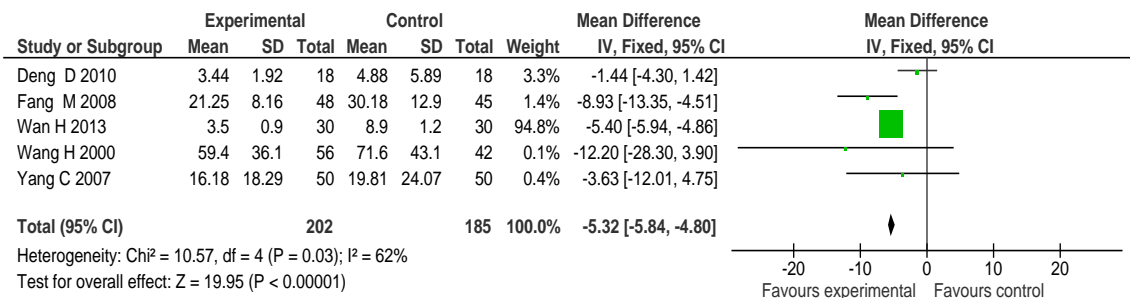 Experimental Control Mean Difference Mean Difference
Study or Subgroup Mean SD Total Mean SD Total Weight IV, Fixed, 95% CI IV, Fixed, 95% CI
Deng D 2010 3.44 1.92 18 4.88 5.89 18 3.3% -1.44 [-4.30, 1.42]
Fang M 2008 21.25 8.16 48 30.18 12.9 45 1.4% -8.93 [-13.35, -4.51]
Wan H 2013 3.5 0.9 30 8.9 1.2 30 94.8% -5.40 [-5.94, -4.86]
Wang H 2000 59.4 36.1 56 71.6 43.1 42 0.1% -12.20 [-28.30, 3.90]
Yang C 2007 16.18 18.29 50 19.81 24.07 50 0.4% -3.63 [-12.01, 4.75]
Total (95% CI) 202 185 100.0% -5.32 [-5.84, -4.80]
Heterogeneity: Chi² = 10.57, df = 4 (P = 0.03); I² = 62%
Test for overall effect: Z = 19.95 (P < 0.00001)
-20 -10 0 10 20
Favours experimental Favours control